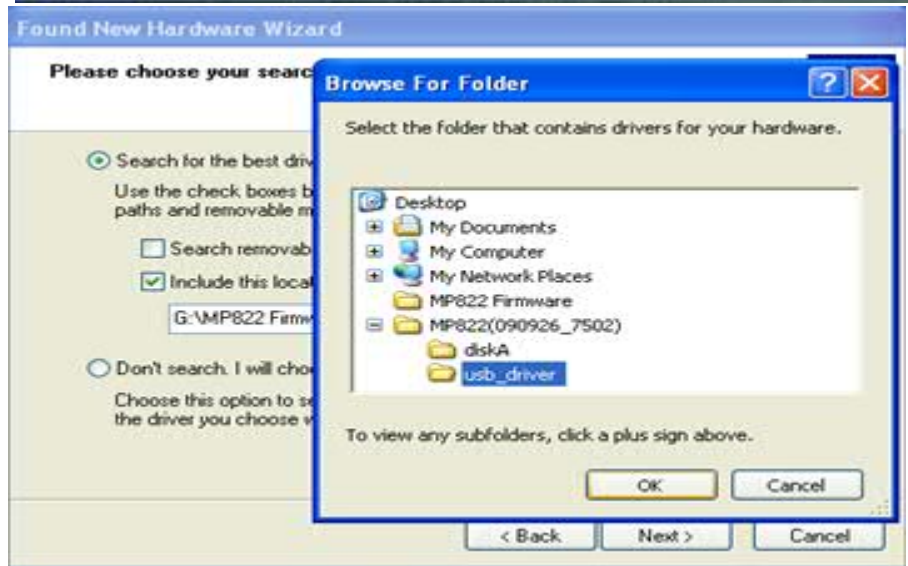 Found New Hardware Wizard
Please choose your searc
Search for the best driv
Use the check boxes b
paths and removable m
Search removab
Include this local
G:\MP822 Firmw
Don't search. I will choo
Choose this option to se
the driver you choose w
< Back
Next >
Cancel
Browse For Folder
Select the folder that contains drivers for your hardware.
Desktop
My Documents
My Computer
My Network Places
MP822 Firmware
MP822(090926_7502)
diskA
usb_driver
To view any subfolders, click a plus sign above.
OK
Cancel